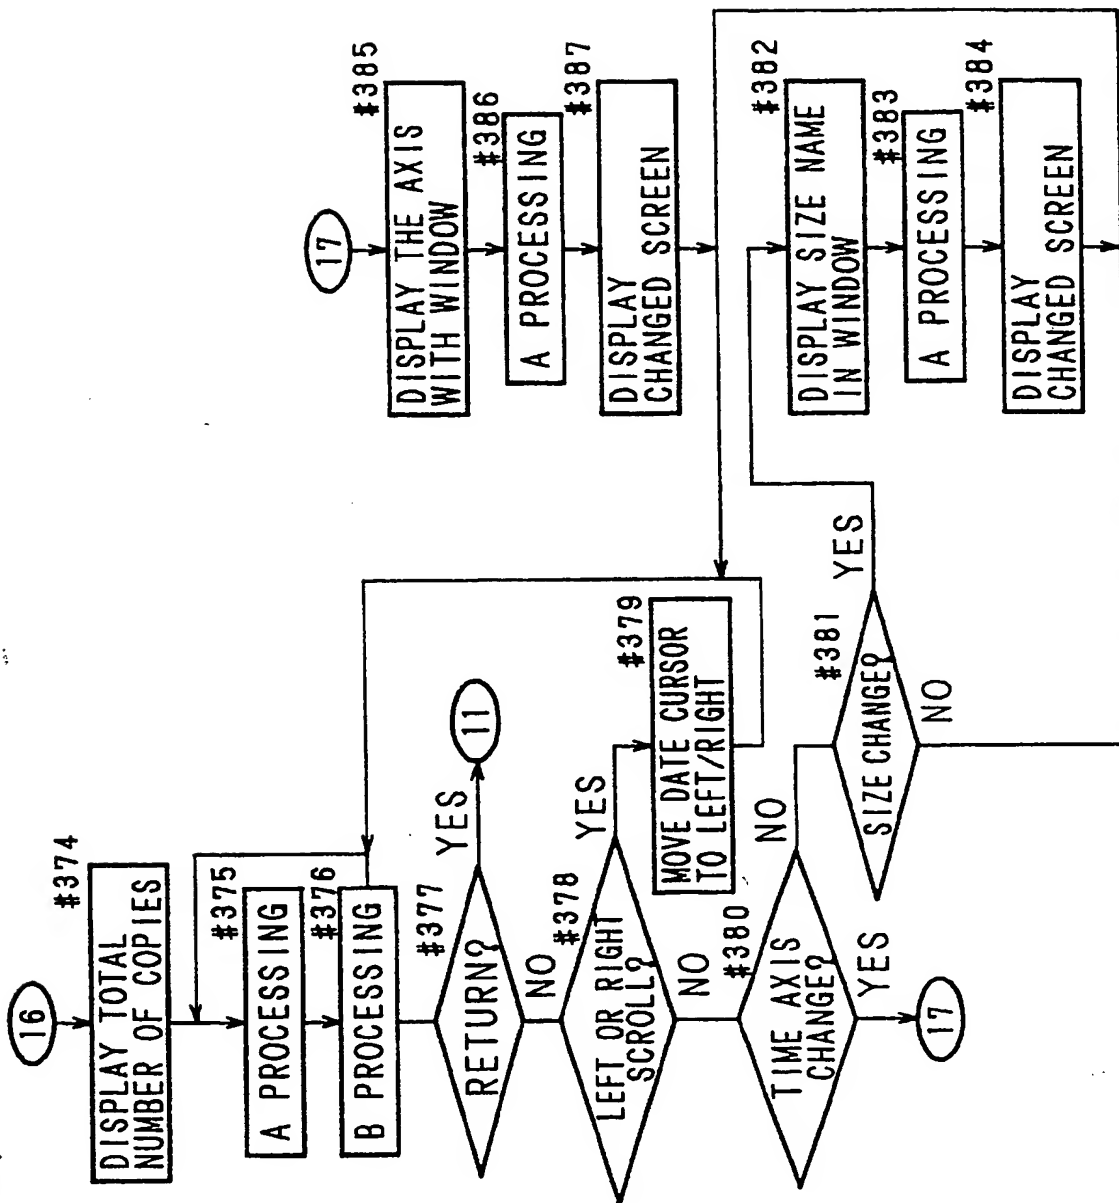 16
#374
DISPLAY TOTAL
NUMBER OF COPIES
#375
A PROCESSING
#376
B PROCESSING
#377
RETURN?
YES
11
NO
#378
LEFT OR RIGHT
SCROLL?
YES
#379
MOVE DATE CURSOR
TO LEFT/RIGHT
NO
#380
TIME AXIS
CHANGE?
YES
17
NO
#381
SIZE CHANGE?
YES
NO
17
#385
DISPLAY THE AXIS
WITH WINDOW
#386
A PROCESSING
#387
DISPLAY
CHANGED SCREEN
#382
DISPLAY SIZE NAME
IN WINDOW
#383
A PROCESSING
#384
DISPLAY
CHANGED SCREEN